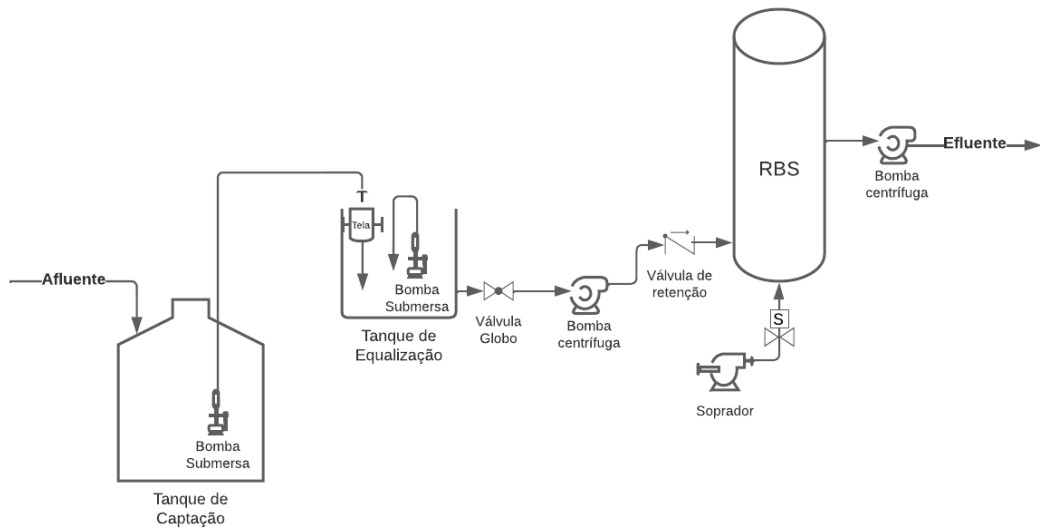 Afluente
Bomba
Submersa
Tanque de
Captação
T
Tela
Bomba
Submersa
Tanque de
Equalização
Válvula
Globo
Bomba
centrífuga
Válvula de
retenção
RBS
S
Soprador
Bomba
centrífuga
Efluente